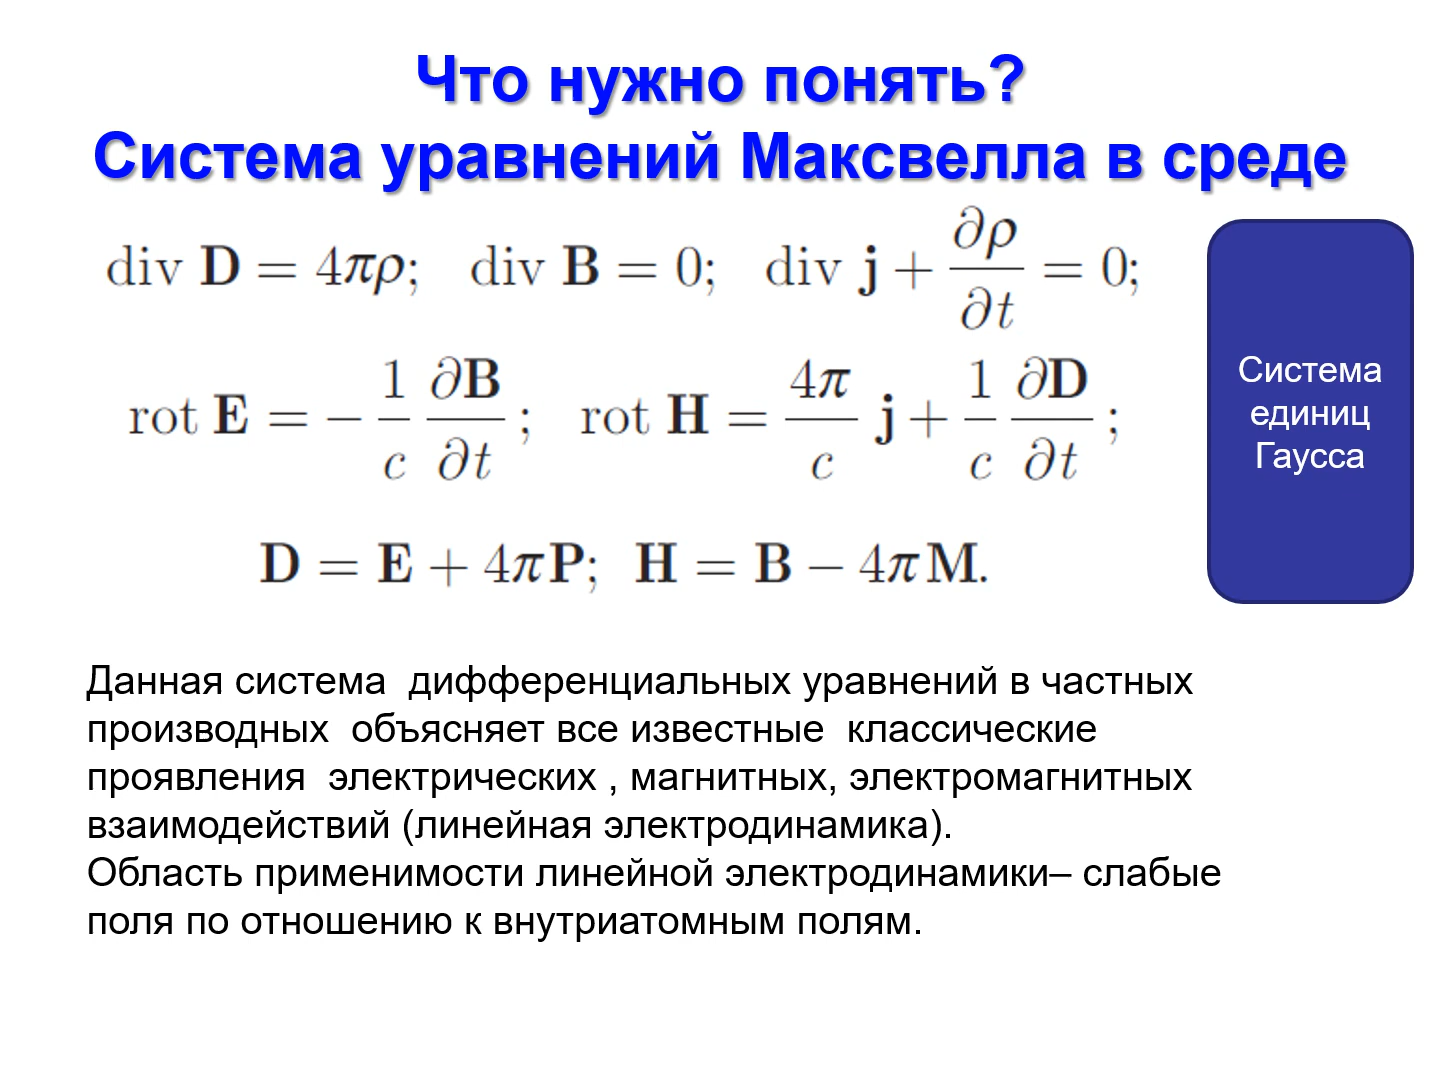 Что нужно понять?
Система уравнений Максвелла в среде
div D = 4πρ; div B = 0; div j + ∂ρ/∂t = 0;
rot E = − 1/c ∂B/∂t ; rot H = 4π/c j + 1/c ∂D/∂t ;
D = E + 4πP; H = B − 4πM.
Система
единиц
Гаусса
Данная система дифференциальных уравнений в частных
производных объясняет все известные классические
проявления электрических , магнитных, электромагнитных
взаимодействий (линейная электродинамика).
Область применимости линейной электродинамики– слабые
поля по отношению к внутриатомным полям.